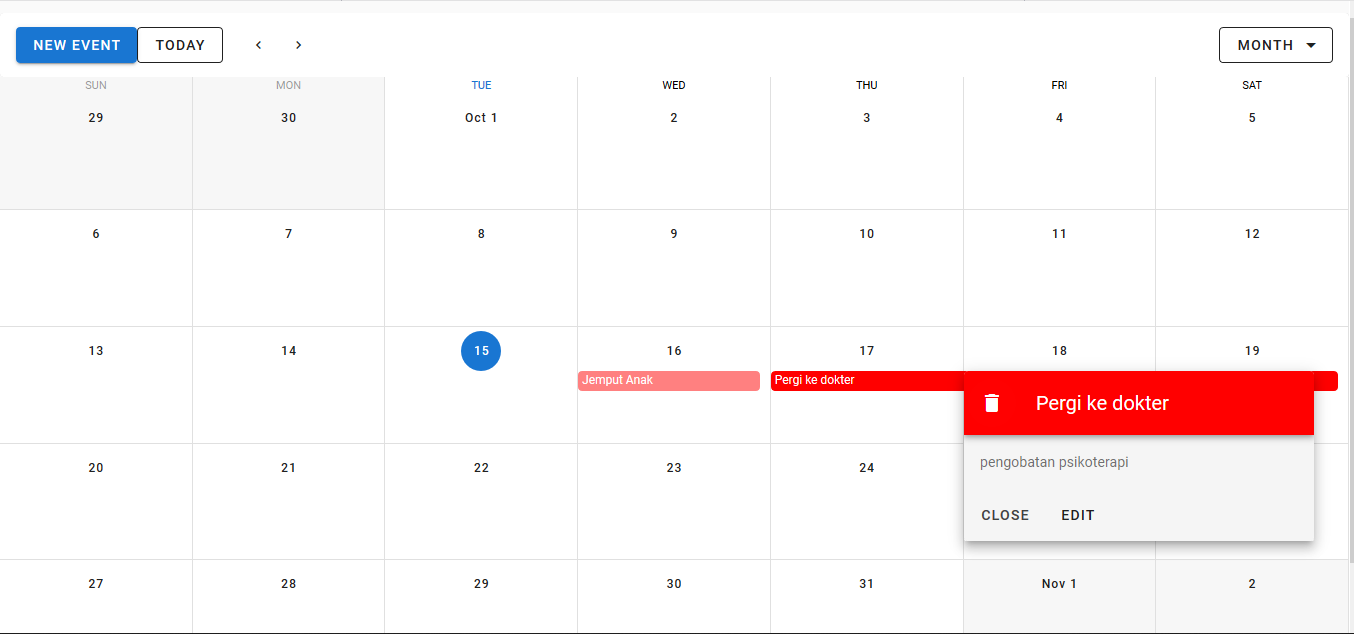 NEW EVENT TODAY < > MONTH
SUN MON TUE WED THU FRI SAT
29 30 Oct 1 2 3 4 5
6 7 8 9 10 11 12
13 14 15 16 17 18 19
Jemput Anak Pergi ke dokter
Pergi ke dokter
pengobatan psikoterapi
20 21 22 23 24
CLOSE EDIT
27 28 29 30 31 Nov 1 2